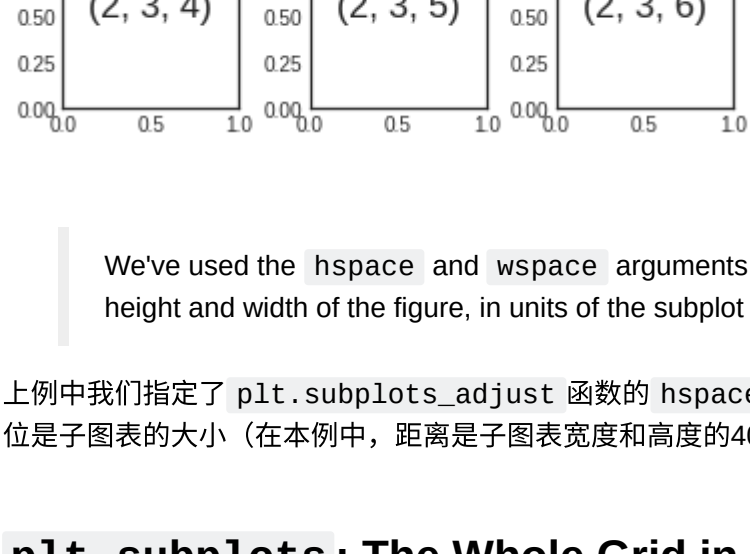 0.50 (2, 3, 4) 0.50 (2, 3, 5) 0.50 (2, 3, 6)
0.25 0.25 0.25
0.00 0.00 0.00
0.0 0.5 1.0 0.0 0.5 1.0 0.0 0.5 1.0
We've used the hspace and wspace arguments
height and width of the figure, in units of the subplot
上例中我们指定了 plt.subplots_adjust 函数的 hspace
位是子图表的大小（在本例中，距离是子图表宽度和高度的40
plt.subplots: The Whole Grid in